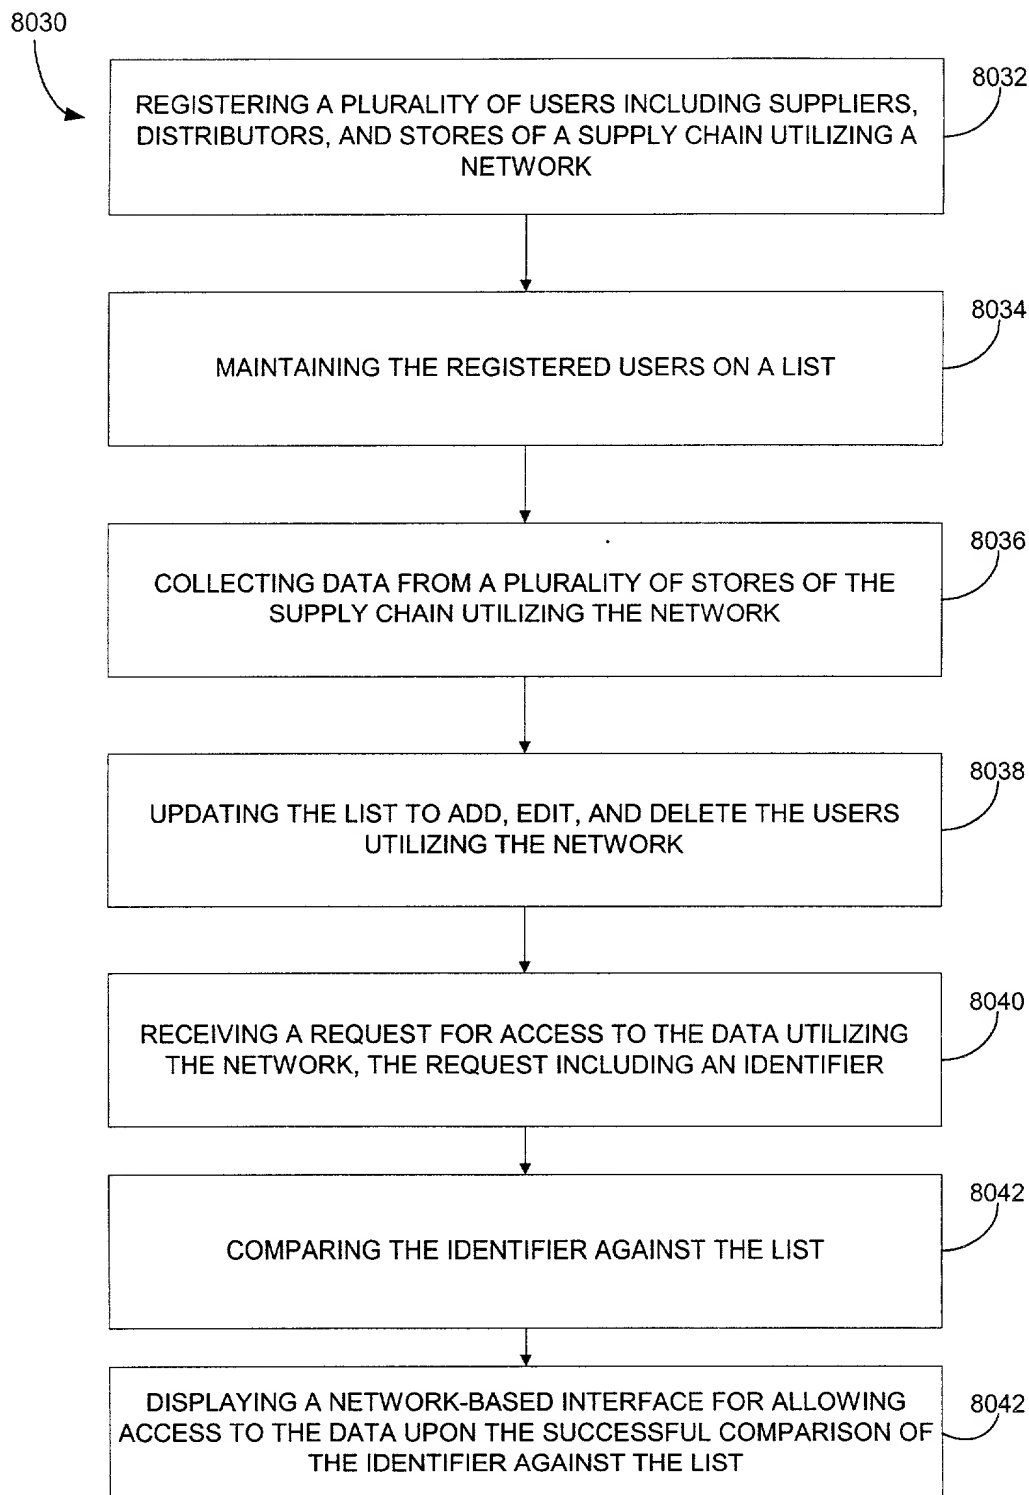 8030
8032
REGISTERING A PLURALITY OF USERS INCLUDING SUPPLIERS,
DISTRIBUTORS, AND STORES OF A SUPPLY CHAIN UTILIZING A
NETWORK
8034
MAINTAINING THE REGISTERED USERS ON A LIST
8036
COLLECTING DATA FROM A PLURALITY OF STORES OF THE
SUPPLY CHAIN UTILIZING THE NETWORK
8038
UPDATING THE LIST TO ADD, EDIT, AND DELETE THE USERS
UTILIZING THE NETWORK
8040
RECEIVING A REQUEST FOR ACCESS TO THE DATA UTILIZING
THE NETWORK, THE REQUEST INCLUDING AN IDENTIFIER
8042
COMPARING THE IDENTIFIER AGAINST THE LIST
8042
DISPLAYING A NETWORK-BASED INTERFACE FOR ALLOWING
ACCESS TO THE DATA UPON THE SUCCESSFUL COMPARISON OF
THE IDENTIFIER AGAINST THE LIST